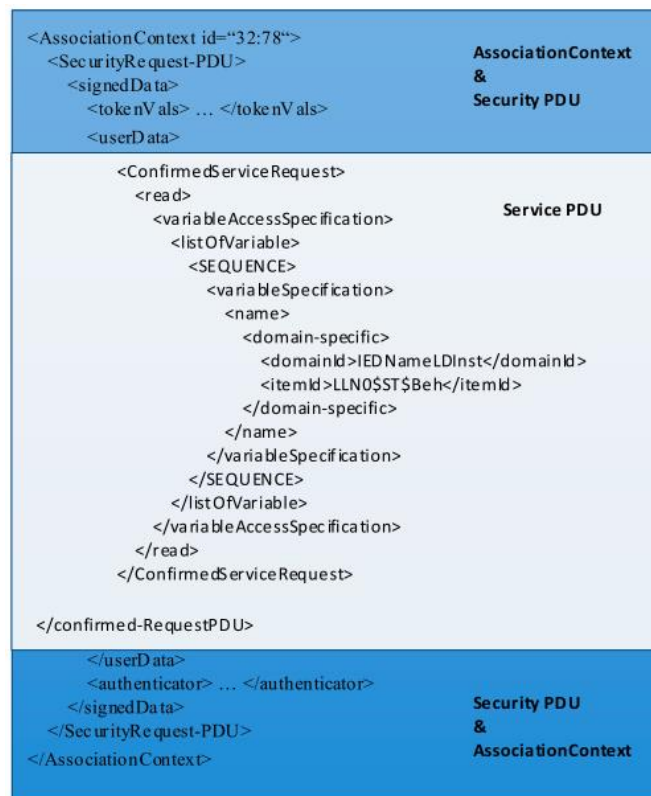 <AssociationContext id=“32:78“>
<SecurityRequest-PDU>
<signedData>
<tokenVals> … </tokenVals>
<userData>
AssociationContext
&
Security PDU
<ConfirmedServiceRequest>
<read>
<variableAccessSpecification>
<listOfVariable>
<SEQUENCE>
<variableSpecification>
<name>
<domain-specific>
<domainId>IEDNameLDInst</domainId>
<itemId>LLN0$ST$Beh</itemId>
</domain-specific>
</name>
</variableSpecification>
</SEQUENCE>
</listOfVariable>
</variableAccessSpecification>
</read>
</ConfirmedServiceRequest>
</confirmed-RequestPDU>
Service PDU
</userData>
<authenticator> … </authenticator>
</signedData>
</SecurityRequest-PDU>
</AssociationContext>
Security PDU
&
AssociationContext